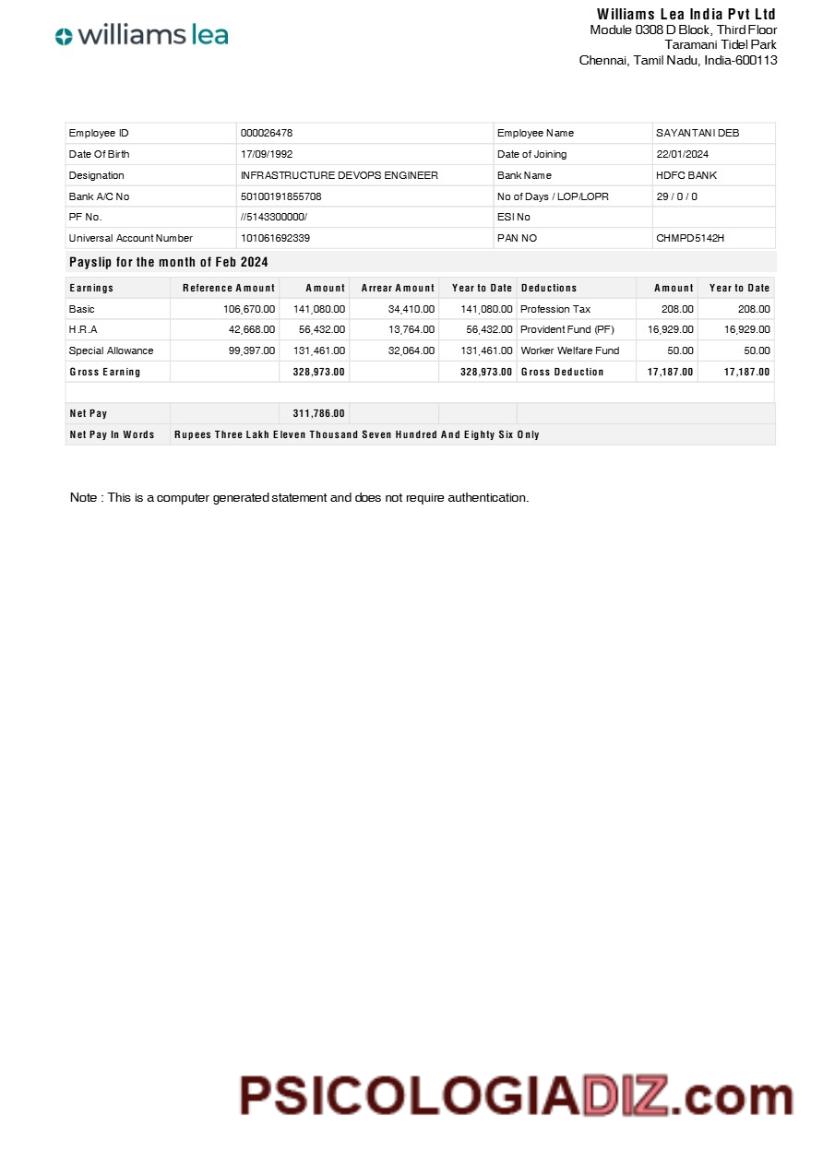 williams lea
Williams Lea India Pvt Ltd
Module 0308 D Block, Third Floor
Taramani Tidel Park
Chennai, Tamil Nadu, India-600113
Employee ID 000026478 Employee Name SAYANTANI DEB
Date Of Birth 17/09/1992 Date of Joining 22/01/2024
Designation INFRASTRUCTURE DEVOPS ENGINEER Bank Name HDFC BANK
Bank A/C No 50100191855708 No of Days / LOP/LOPR 29 / 0 / 0
PF No. //5143300000/ ESI No
Universal Account Number 101061692339 PAN NO CHMPD5142H
Payslip for the month of Feb 2024
Earnings Reference Amount Amount Arrear Amount Year to Date Deductions Amount Year to Date
Basic 106,670.00 141,080.00 34,410.00 141,080.00 Profession Tax 208.00 208.00
H.R.A 42,668.00 56,432.00 13,764.00 56,432.00 Provident Fund (PF) 16,929.00 16,929.00
Special Allowance 99,397.00 131,461.00 32,064.00 131,461.00 Worker Welfare Fund 50.00 50.00
Gross Earning 328,973.00 328,973.00 Gross Deduction 17,187.00 17,187.00
Net Pay 311,786.00
Net Pay In Words Rupees Three Lakh Eleven Thousand Seven Hundred And Eighty Six Only
Note : This is a computer generated statement and does not require authentication.
PSICOLOGIADIZ.com